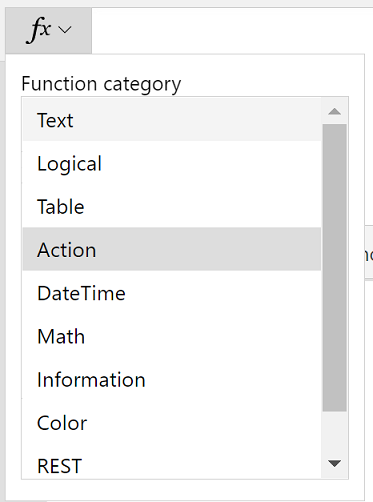 fx
Function category
Text
Logical
Table
Action
DateTime
Math
Information
Color
REST